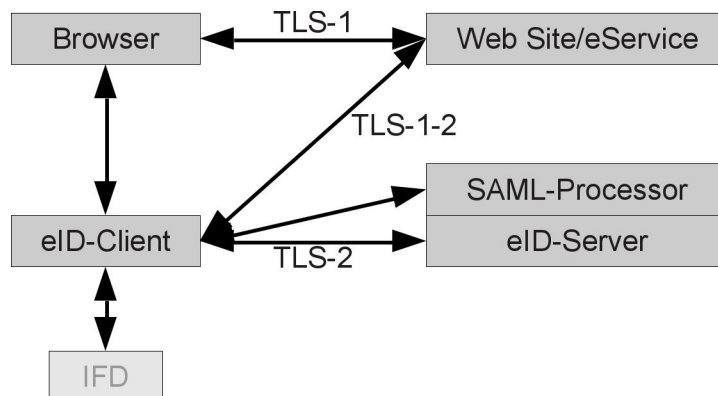 Browser
TLS-1
Web Site/eService
TLS-1-2
SAML-Processor
eID-Client
eID-Server
TLS-2
IFD